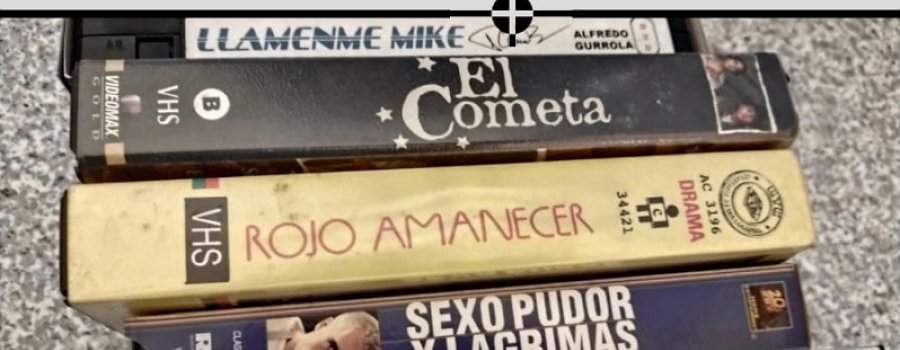 LLAMENME MIKE
ALFREDO
GURROLA
VIDEOMAX
GOLD
VHS
B
El
Cometa
VHS
ROJO AMANECER
34421
C
DRAMA
AC 3196
SEXO PUDOR
Y LAGRIMAS
20